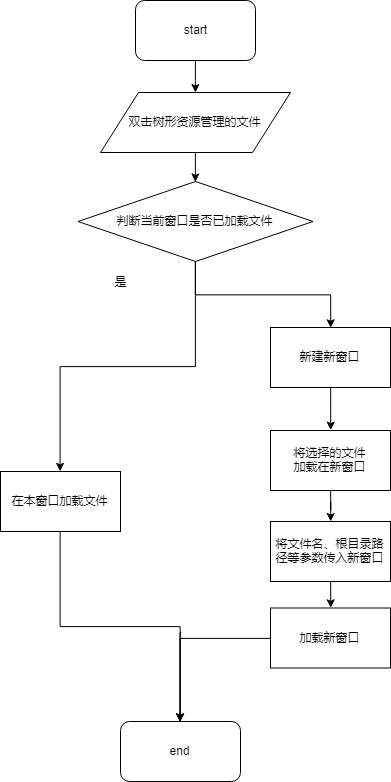 start
双击树形资源管理的文件
判断当前窗口是否已加载文件
是
新建新窗口
将选择的文件
加载在新窗口
在本窗口加载文件
将文件名、根目录路
径等参数传入新窗口
加载新窗口
end